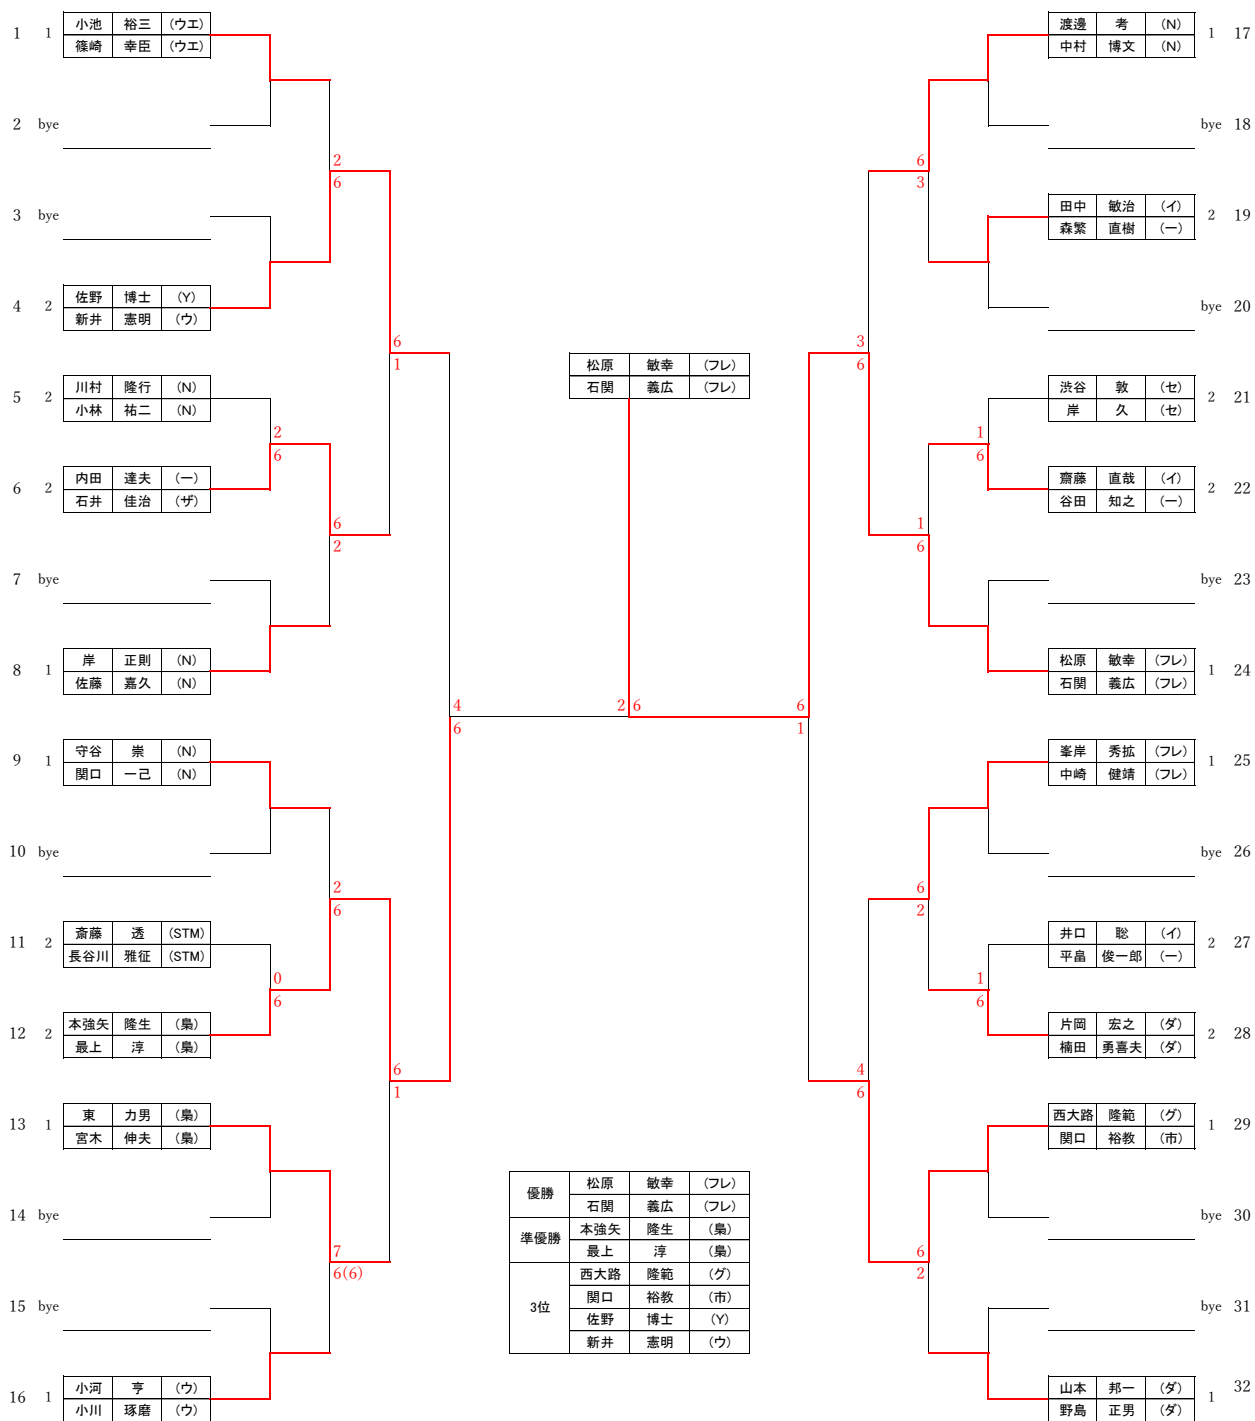 1 1 小池 裕三 (ウエ)
篠崎 幸臣 (ウエ)
2 bye
2
6
3 bye
4 2 佐野 博士 (Y)
新井 憲明 (ウ)
6
1
5 2 川村 隆行 (N)
小林 祐二 (N)
2
6
6 2 内田 達夫 (一)
石井 佳治 (ザ)
6
2
7 bye
8 1 岸 正則 (N)
佐藤 嘉久 (N)
4
6
9 1 守谷 崇 (N)
関口 一己 (N)
10 bye
2
6
11 2 斎藤 透 (STM)
長谷川 雅征 (STM)
0
6
12 2 本強矢 隆生 (梟)
最上 淳 (梟)
6
1
13 1 東 力男 (梟)
宮木 伸夫 (梟)
14 bye
7
6(6)
15 bye
16 1 小河 亨 (ウ)
小川 琢磨 (ウ)
松原 敏幸 (フレ)
石関 義広 (フレ)
2 6
優勝 松原 敏幸 (フレ)
石関 義広 (フレ)
準優勝 本強矢 隆生 (梟)
最上 淳 (梟)
3位 西大路 隆範 (グ)
関口 裕教 (市)
佐野 博士 (Y)
新井 憲明 (ウ)
渡邊 考 (N) 1 17
中村 博文 (N)
bye 18
6
3
田中 敏治 (イ) 2 19
森繁 直樹 (一)
bye 20
3
6
渋谷 敦 (セ) 2 21
岸 久 (セ)
1
6
齋藤 直哉 (イ) 2 22
谷田 知之 (一)
1
6
bye 23
松原 敏幸 (フレ) 1 24
石関 義広 (フレ)
6
1
峯岸 秀拡 (フレ) 1 25
中崎 健靖 (フレ)
bye 26
6
2
井口 聡 (イ) 2 27
平畠 俊一郎 (一)
1
6
片岡 宏之 (ダ) 2 28
楠田 勇喜夫 (ダ)
4
6
西大路 隆範 (グ) 1 29
関口 裕教 (市)
bye 30
6
2
bye 31
山本 邦一 (ダ) 1 32
野島 正男 (ダ)